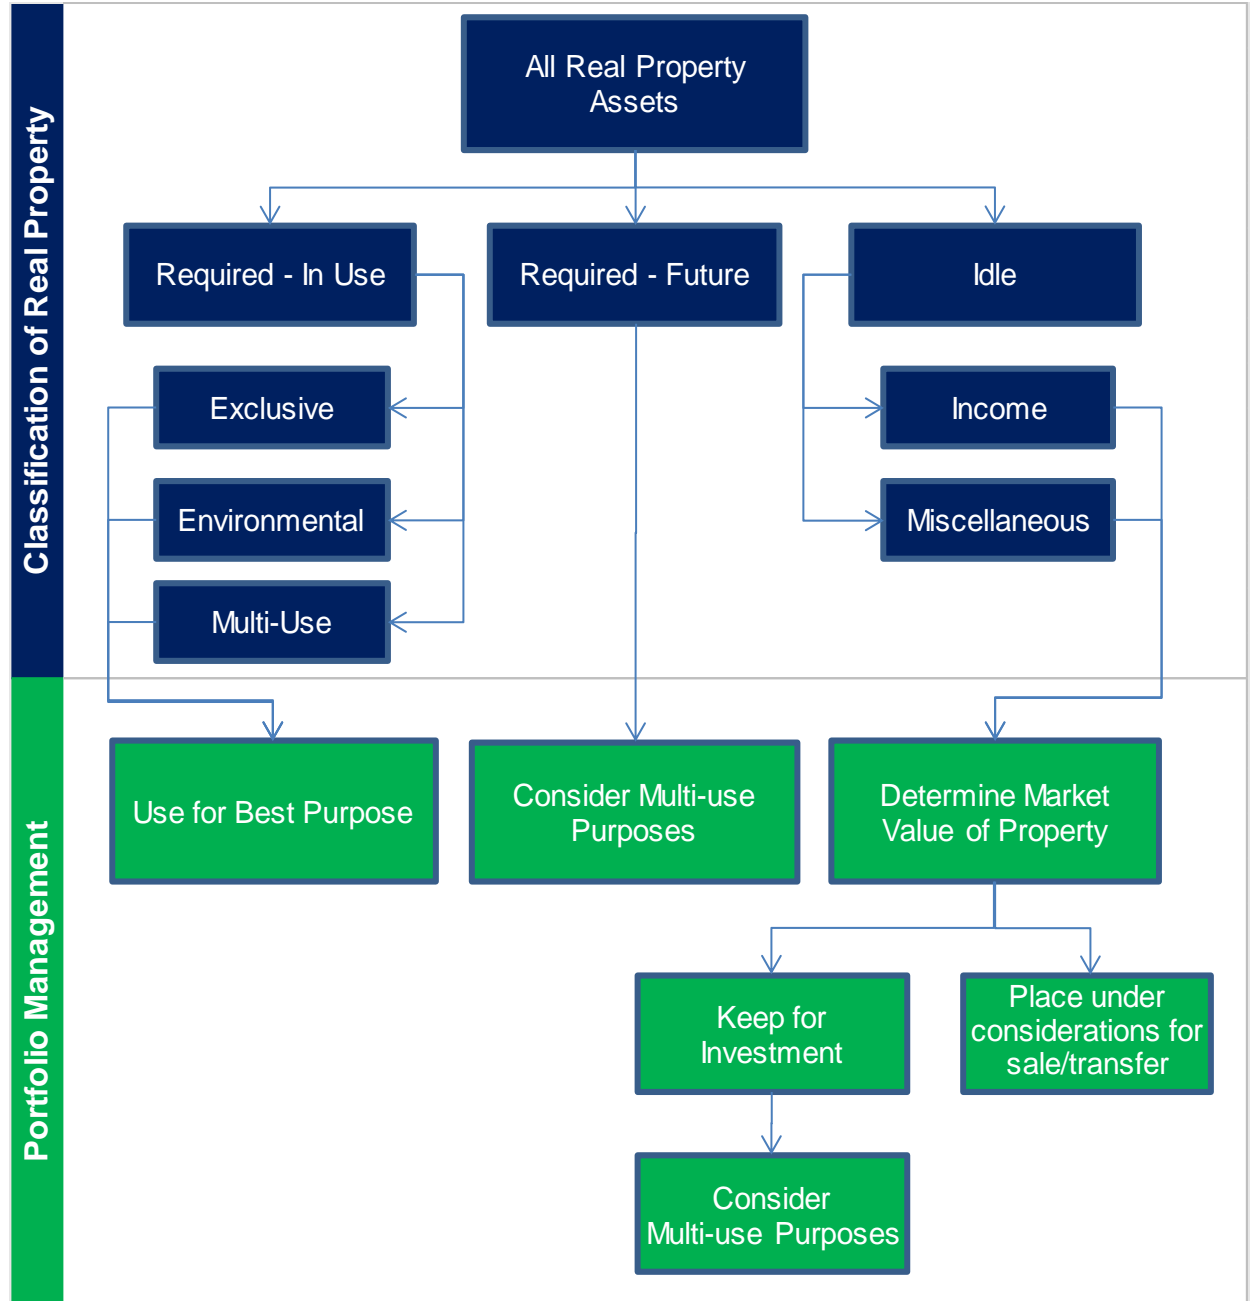 Classification of Real Property
All Real Property
Assets
Required - In Use
Required - Future
Idle
Exclusive
Income
Environmental
Miscellaneous
Multi-Use
Portfolio Management
Use for Best Purpose
Consider Multi-use
Purposes
Determine Market
Value of Property
Keep for
Investment
Place under
considerations for
sale/transfer
Consider
Multi-use Purposes